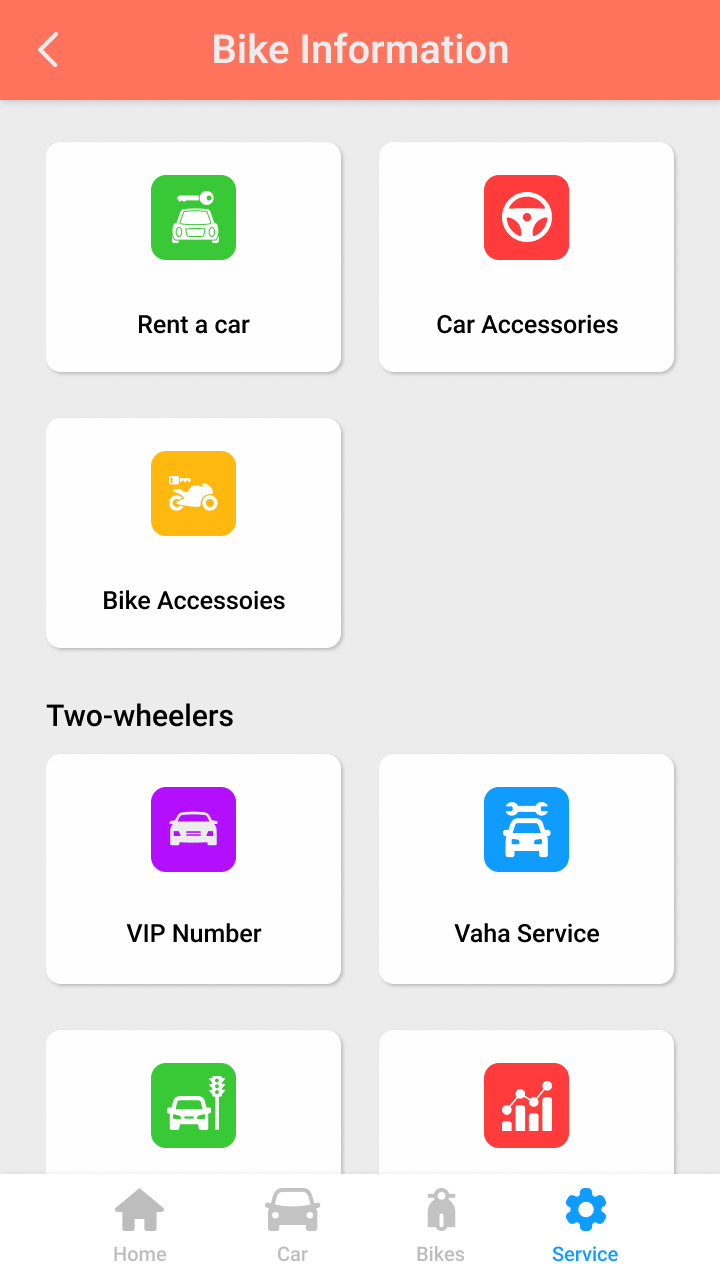 Bike Information
Rent a car
Car Accessories
Bike Accessoies
Two-wheelers
VIP Number
Vaha Service
Home
Car
Bikes
Service